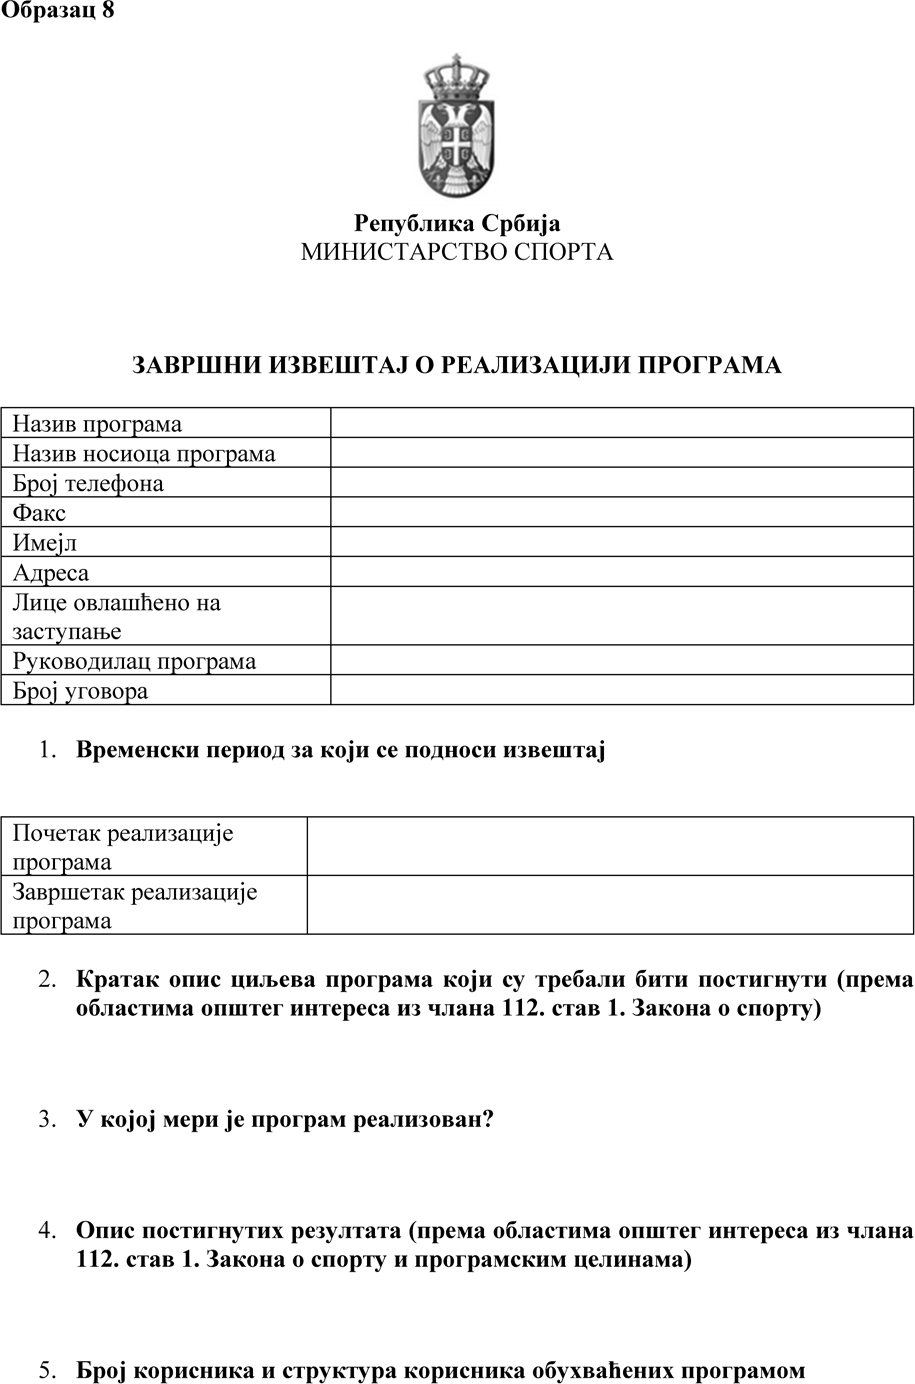 Образац 8
Република Србија
МИНИСТАРСТВО СПОРТА
ЗАВРШНИ ИЗВЕШТАЈ О РЕАЛИЗАЦИЈИ ПРОГРАМА
Назив програма
Назив носиоца програма
Број телефона
Факс
Имејл
Адреса
Лице овлашћено на
заступање
Руководилац програма
Број уговора
1. Временски период за који се подноси извештај
Почетак реализације
програма
Завршетак реализације
програма
2. Кратак опис циљева програма који су требали бити постигнути (према
областима општег интереса из члана 112. став 1. Закона о спорту)
3. У којој мери је програм реализован?
4. Опис постигнутих резултата (према областима општег интереса из члана
112. став 1. Закона о спорту и програмским целинама)
5. Број корисника и структура корисника обухваћених програмом